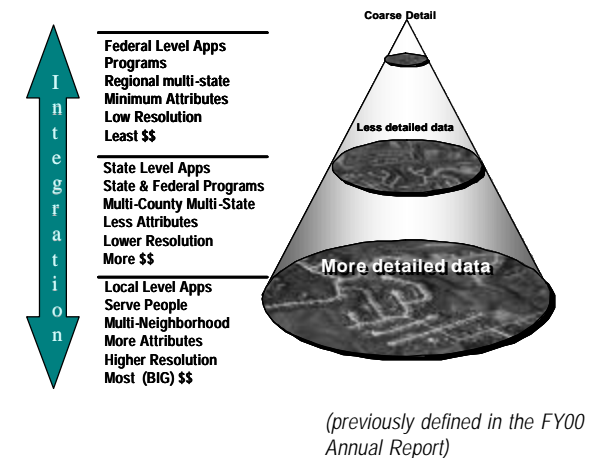 Coarse Detail
Integration
Federal Level Apps
Programs
Regional multi-state
Minimum Attributes
Low Resolution
Least $$
Less detailed data
State Level Apps
State & Federal Programs
Multi-County Multi-State
Less Attributes
Lower Resolution
More $$
More detailed data
Local Level Apps
Serve People
Multi-Neighborhood
More Attributes
Higher Resolution
Most (BIG) $$
(previously defined in the FY00
Annual Report)